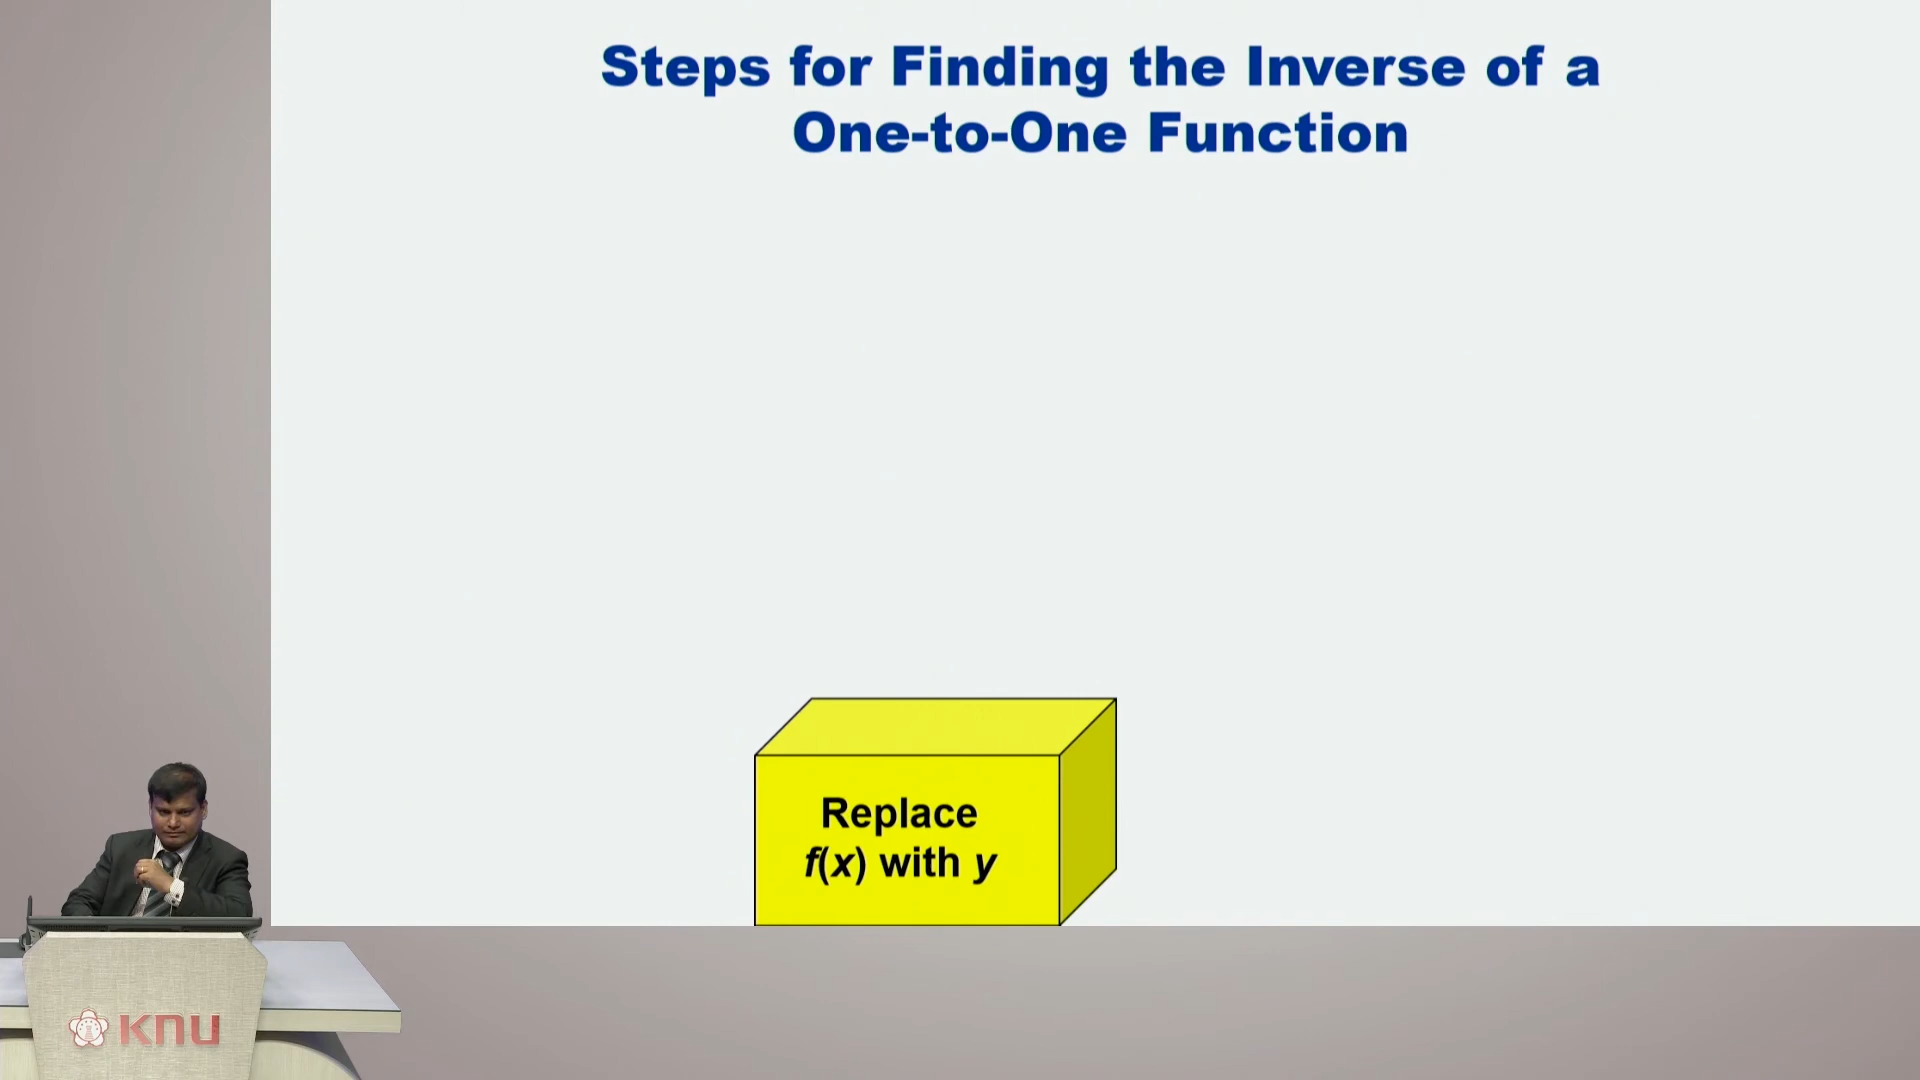 Steps for Finding the Inverse of a
One-to-One Function
Replace
f(x) with y
KNU